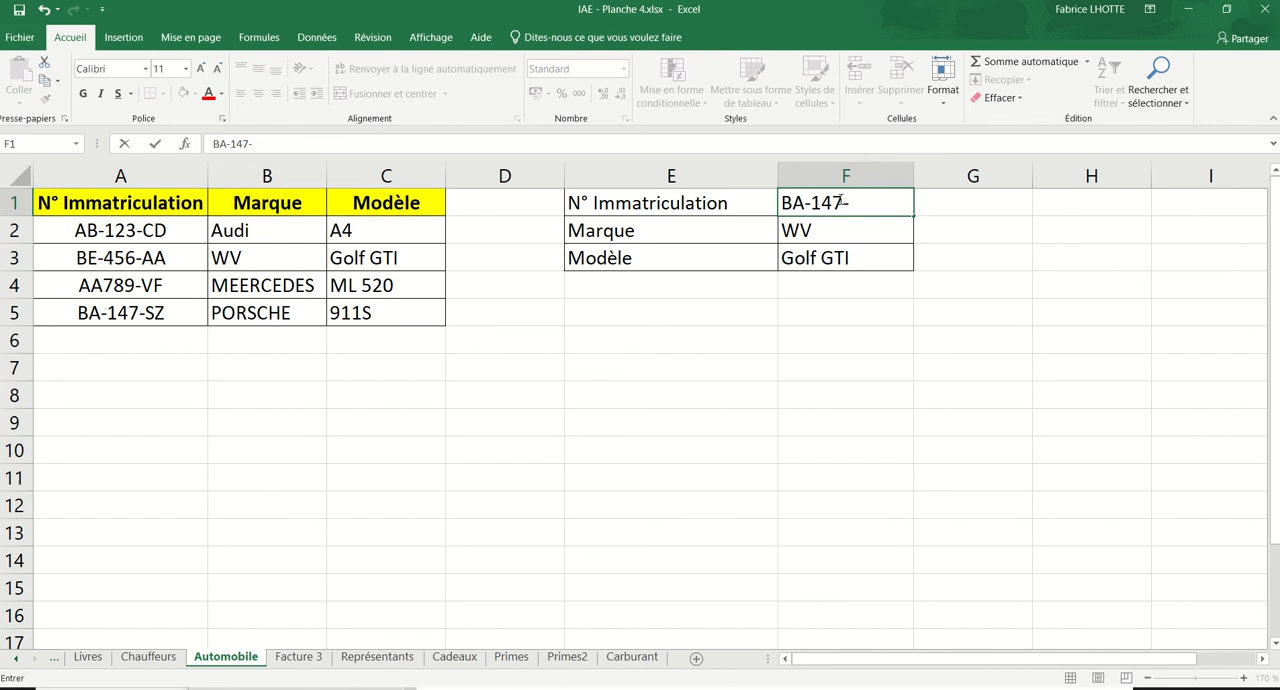 IAE - Planche 4.xlsx - Excel
Fabrice LHOTTE
Fichier Accueil Insertion Mise en page Formules Données Révision Affichage Aide Dites-nous ce que vous voulez faire
Partager
Coller
Calibri 11
Renvoyer à la ligne automatiquement
Standard
Mise en forme conditionnelle
Mettre sous forme de tableau
Styles de cellules
Insérer Supprimer Format
Somme automatique
Recopier
Effacer
Trier et filtrer
Rechercher et sélectionner
G I S
Fusionner et centrer
% 000
Presse-papiers Police Alignement Nombre Styles Cellules Édition
F1 fx BA-147-
A B C D E F G H I
1 N° Immatriculation Marque Modèle N° Immatriculation BA-147-
2 AB-123-CD Audi A4 Marque WV
3 BE-456-AA WV Golf GTI Modèle Golf GTI
4 AA789-VF MEERCEDES ML 520
5 BA-147-SZ PORSCHE 911S
6
7
8
9
10
11
12
13
14
15
16
17
... Livres Chauffeurs Automobile Facture 3 Représentants Cadeaux Primes Primes2 Carburant
Entrer
170 %